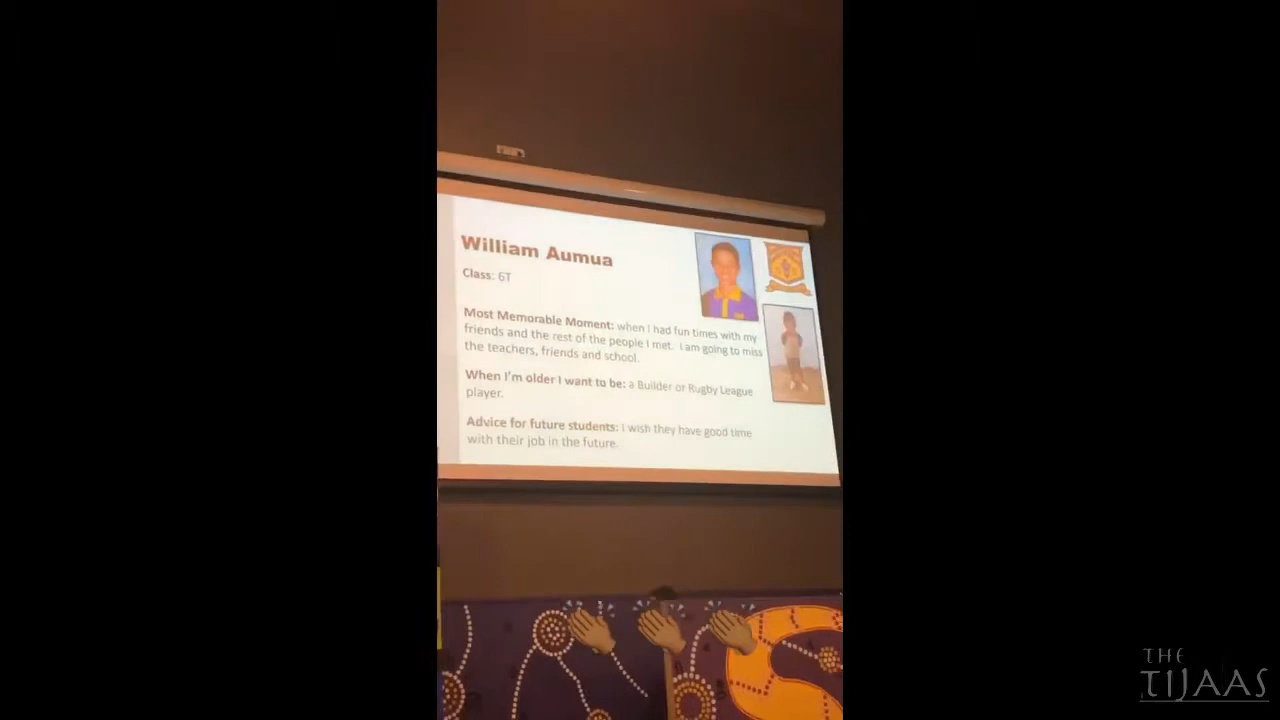 William Aumua
Class: 6T
Most Memorable Moment: when I had fun times with my
friends and the rest of the people I met. I am going to miss
the teachers, friends and school.
When I'm older I want to be: a Builder or Rugby League
player.
Advice for future students: I wish they have good time
with their job in the future.
THE
TIJAAS